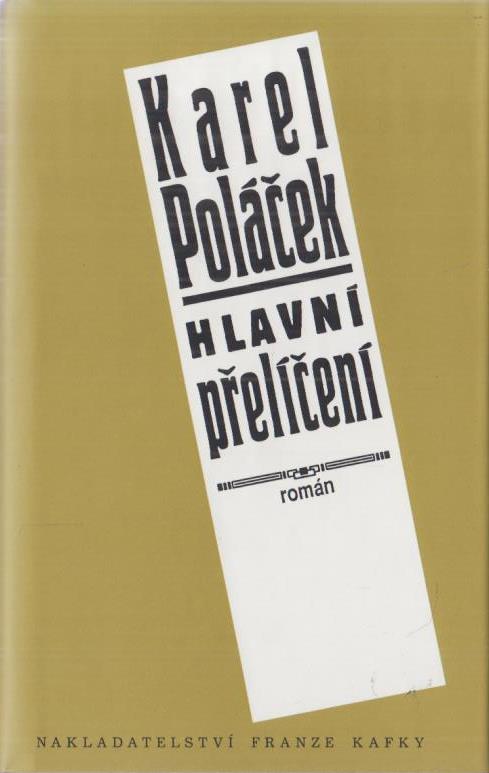 Karel
Poláček
HLAVNÍ
přelíčení
román
NAKLADATELSTVÍ FRANZE KAFKY